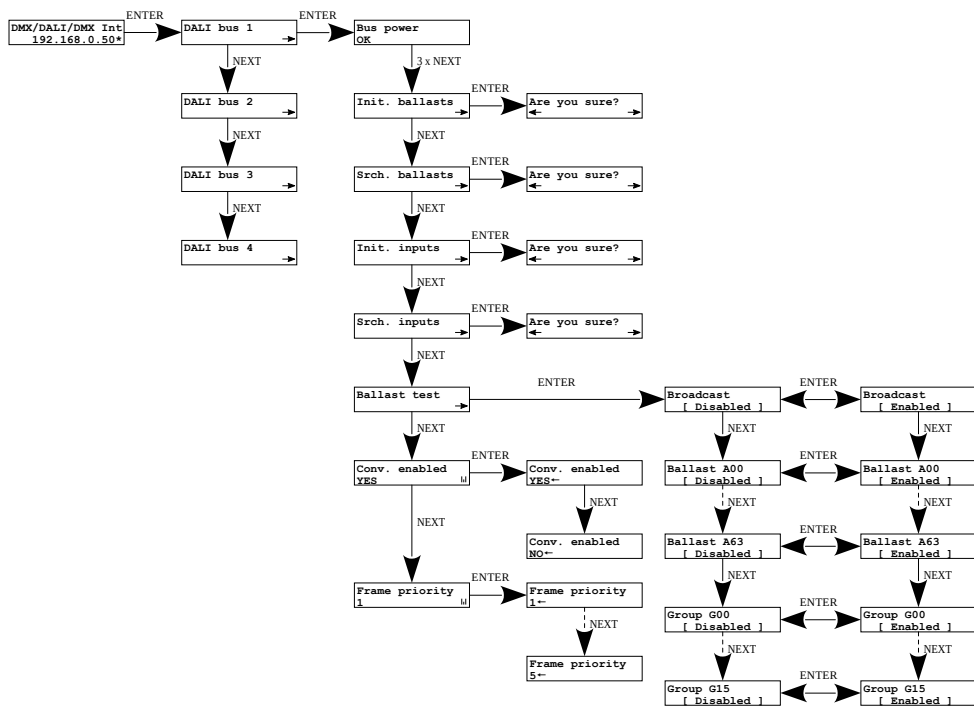 DMX/DALI/DMX Int
192.168.0.50*
ENTER
DALI bus 1
→
ENTER
Bus power
OK
NEXT
3 x NEXT
DALI bus 2
→
Init. ballasts
→
ENTER
Are you sure?
← →
NEXT
NEXT
DALI bus 3
→
Srch. ballasts
→
ENTER
Are you sure?
← →
NEXT
NEXT
DALI bus 4
→
Init. inputs
→
ENTER
Are you sure?
← →
NEXT
Srch. inputs
→
ENTER
Are you sure?
← →
NEXT
Ballast test
→
ENTER
Broadcast
[ Disabled ]
ENTER
Broadcast
[ Enabled ]
NEXT
NEXT
NEXT
Conv. enabled
YES
ENTER
Conv. enabled
YES←
Ballast A00
[ Disabled ]
ENTER
Ballast A00
[ Enabled ]
NEXT
NEXT
NEXT
NEXT
Conv. enabled
NO←
Ballast A63
[ Disabled ]
ENTER
Ballast A63
[ Enabled ]
NEXT
NEXT
Frame priority
1
ENTER
Frame priority
1←
Group G00
[ Disabled ]
ENTER
Group G00
[ Enabled ]
NEXT
NEXT
NEXT
Frame priority
5←
Group G15
[ Disabled ]
ENTER
Group G15
[ Enabled ]